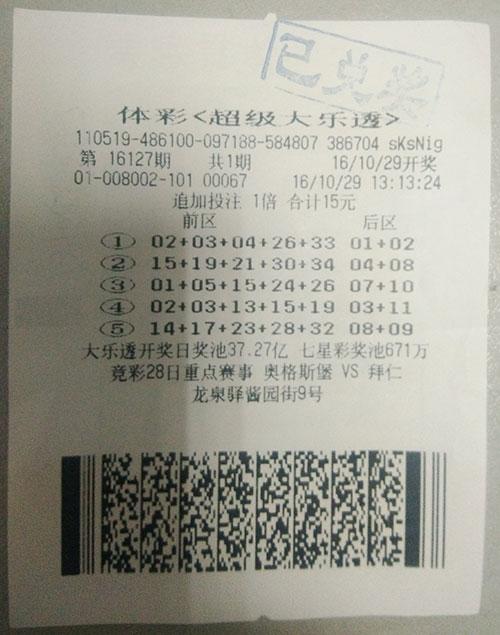 已兑奖
体彩<超级大乐透>
110519-486100-097188-584807 386704 sKsNig
第 16127期 共1期 16/10/29开奖
01-008002-101 00067 16/10/29 13:13:24
追加投注 1倍 合计15元
前区 后区
① 02+03+04+26+33 01+02
② 15+19+21+30+34 04+08
③ 01+05+15+24+26 07+10
④ 02+03+13+15+19 03+11
⑤ 14+17+23+28+32 08+09
大乐透开奖日奖池37.27亿 七星彩奖池671万
竞彩28日重点赛事 奥格斯堡 VS 拜仁
龙泉驿酱园街9号